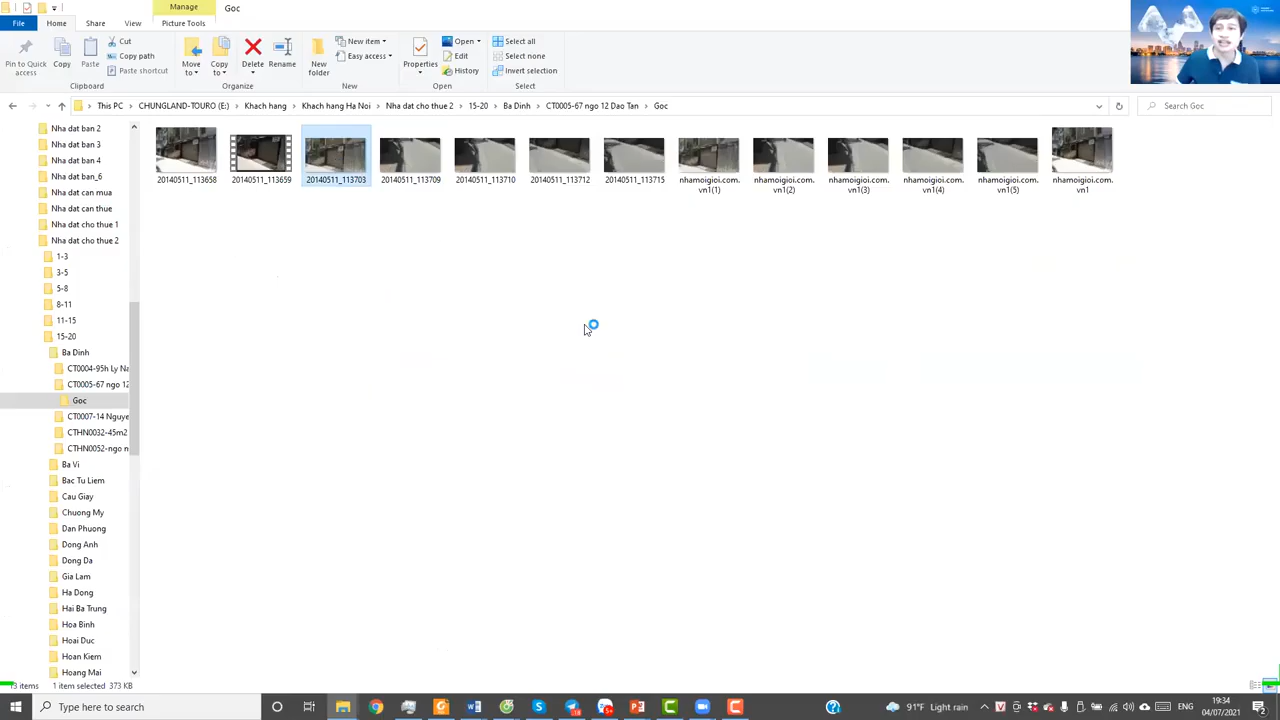 Manage
Goc
File
Home
Share
View
Picture Tools
Pin to Quick access
Copy
Paste
Cut
Copy path
Paste shortcut
Clipboard
Move to
Copy to
Delete
Rename
Organize
New folder
New item
Easy access
New
Properties
Open
Edit
History
Open
Select all
Select none
Invert selection
Select
This PC > CHUNGLAND-TOURO (E:) > Khach hang > Khach hang Ha Noi > Nha dat cho thue 2 > 15-20 > Ba Dinh > CT0005-67 ngo 12 Dao Tan > Goc
Search Goc
Nha dat ban 2
Nha dat ban 3
Nha dat ban 4
Nha dat ban_6
Nha dat can mua
Nha dat can thue
Nha dat cho thue 1
Nha dat cho thue 2
1-3
3-5
5-8
8-11
11-15
15-20
Ba Dinh
CT0004-95h Ly Na
CT0005-67 ngo 12
Goc
CT0007-14 Nguye
CTHN0032-45m2
CTHN0052-ngo n
Ba Vi
Bac Tu Liem
Cau Giay
Chuong My
Dan Phuong
Dong Anh
Dong Da
Gia Lam
Ha Dong
Hai Ba Trung
Hoa Binh
Hoai Duc
Hoan Kiem
Hoang Mai
20140511_113658
20140511_113659
20140511_113703
20140511_113709
20140511_113710
20140511_113712
20140511_113715
nhamoigioi.com.vn1(1)
nhamoigioi.com.vn1(2)
nhamoigioi.com.vn1(3)
nhamoigioi.com.vn1(4)
nhamoigioi.com.vn1(5)
nhamoigioi.com.vn1
13 items
1 item selected 373 KB
Type here to search
91°F Light rain
19:34
04/07/2021